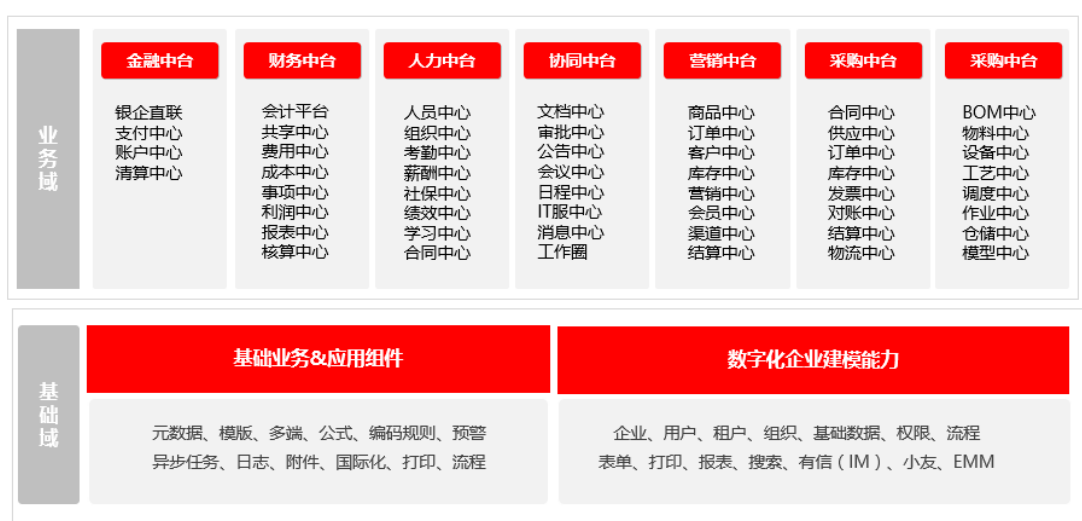 业务域
金融中台
银企直联
支付中心
账户中心
清算中心
财务中台
会计平台
共享中心
费用中心
成本中心
事项中心
利润中心
报表中心
核算中心
人力中台
人员中心
组织中心
考勤中心
薪酬中心
社保中心
绩效中心
学习中心
合同中心
协同中台
文档中心
审批中心
公告中心
会议中心
日程中心
IT服中心
消息中心
工作圈
营销中台
商品中心
订单中心
客户中心
库存中心
营销中心
会员中心
渠道中心
结算中心
采购中台
合同中心
供应中心
订单中心
库存中心
发票中心
对账中心
结算中心
物流中心
采购中台
BOM中心
物料中心
设备中心
工艺中心
调度中心
作业中心
仓储中心
模型中心
基础域
基础业务&应用组件
元数据、模版、多端、公式、编码规则、预警
异步任务、日志、附件、国际化、打印、流程
数字化企业建模能力
企业、用户、租户、组织、基础数据、权限、流程
表单、打印、报表、搜索、有信（IM）、小友、EMM